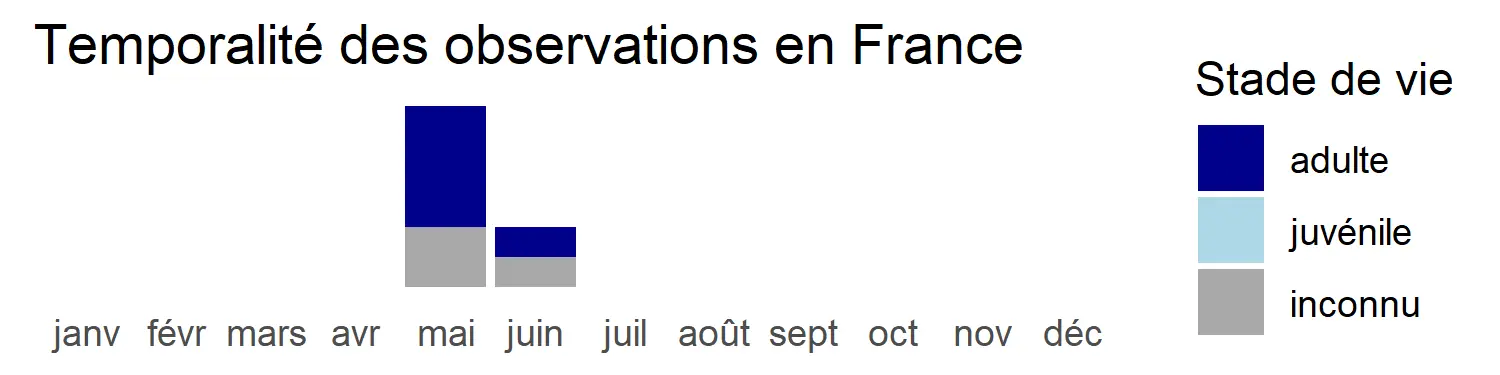 Temporalité des observations en France
janv févr mars avr mai juin juil août sept oct nov déc
Stade de vie
adulte
juvénile
inconnu